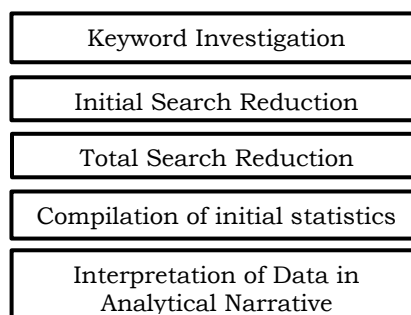 Keyword Investigation
Initial Search Reduction
Total Search Reduction
Compilation of initial statistics
Interpretation of Data in
Analytical Narrative